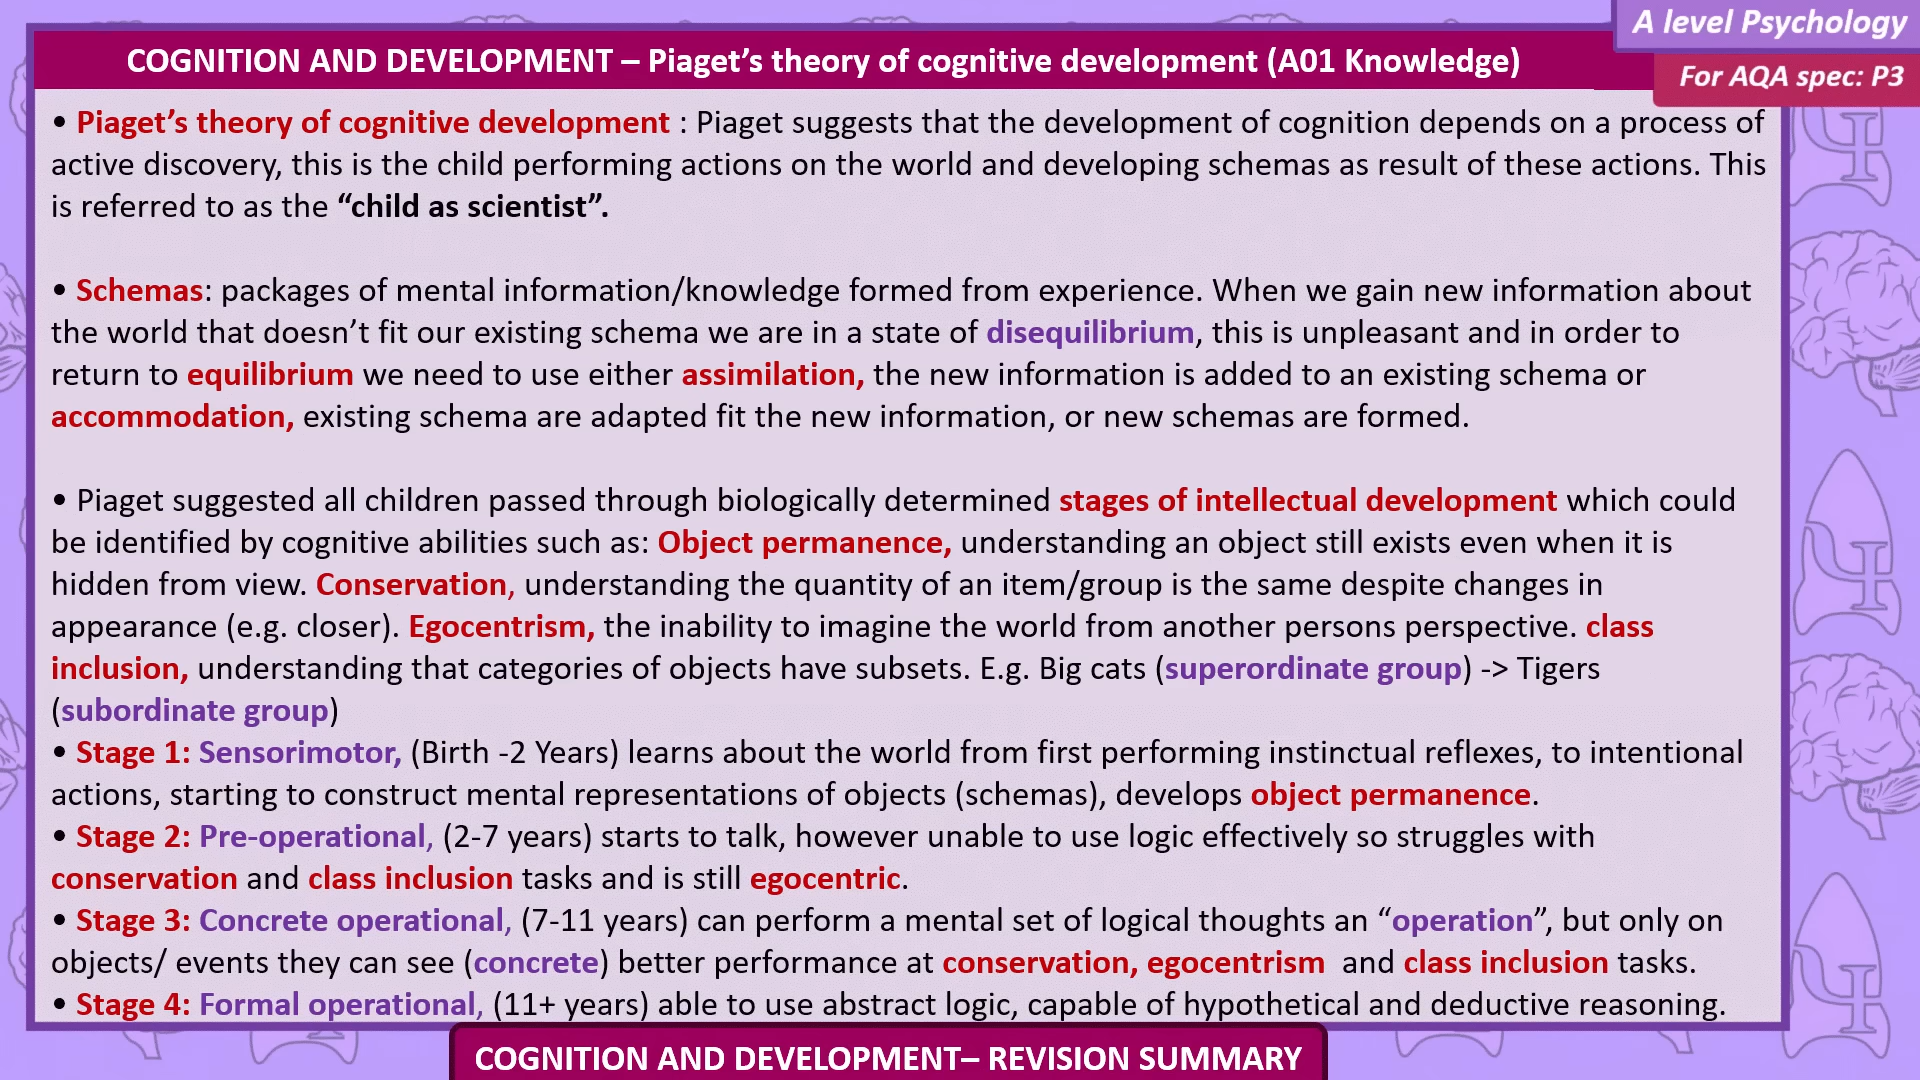 A level Psychology
COGNITION AND DEVELOPMENT – Piaget’s theory of cognitive development (A01 Knowledge)
For AQA spec: P3
• Piaget’s theory of cognitive development : Piaget suggests that the development of cognition depends on a process of
active discovery, this is the child performing actions on the world and developing schemas as result of these actions. This
is referred to as the “child as scientist”.
• Schemas: packages of mental information/knowledge formed from experience. When we gain new information about
the world that doesn’t fit our existing schema we are in a state of disequilibrium, this is unpleasant and in order to
return to equilibrium we need to use either assimilation, the new information is added to an existing schema or
accommodation, existing schema are adapted fit the new information, or new schemas are formed.
• Piaget suggested all children passed through biologically determined stages of intellectual development which could
be identified by cognitive abilities such as: Object permanence, understanding an object still exists even when it is
hidden from view. Conservation, understanding the quantity of an item/group is the same despite changes in
appearance (e.g. closer). Egocentrism, the inability to imagine the world from another persons perspective. class
inclusion, understanding that categories of objects have subsets. E.g. Big cats (superordinate group) -> Tigers
(subordinate group)
• Stage 1: Sensorimotor, (Birth -2 Years) learns about the world from first performing instinctual reflexes, to intentional
actions, starting to construct mental representations of objects (schemas), develops object permanence.
• Stage 2: Pre-operational, (2-7 years) starts to talk, however unable to use logic effectively so struggles with
conservation and class inclusion tasks and is still egocentric.
• Stage 3: Concrete operational, (7-11 years) can perform a mental set of logical thoughts an “operation”, but only on
objects/ events they can see (concrete) better performance at conservation, egocentrism and class inclusion tasks.
• Stage 4: Formal operational, (11+ years) able to use abstract logic, capable of hypothetical and deductive reasoning.
COGNITION AND DEVELOPMENT– REVISION SUMMARY